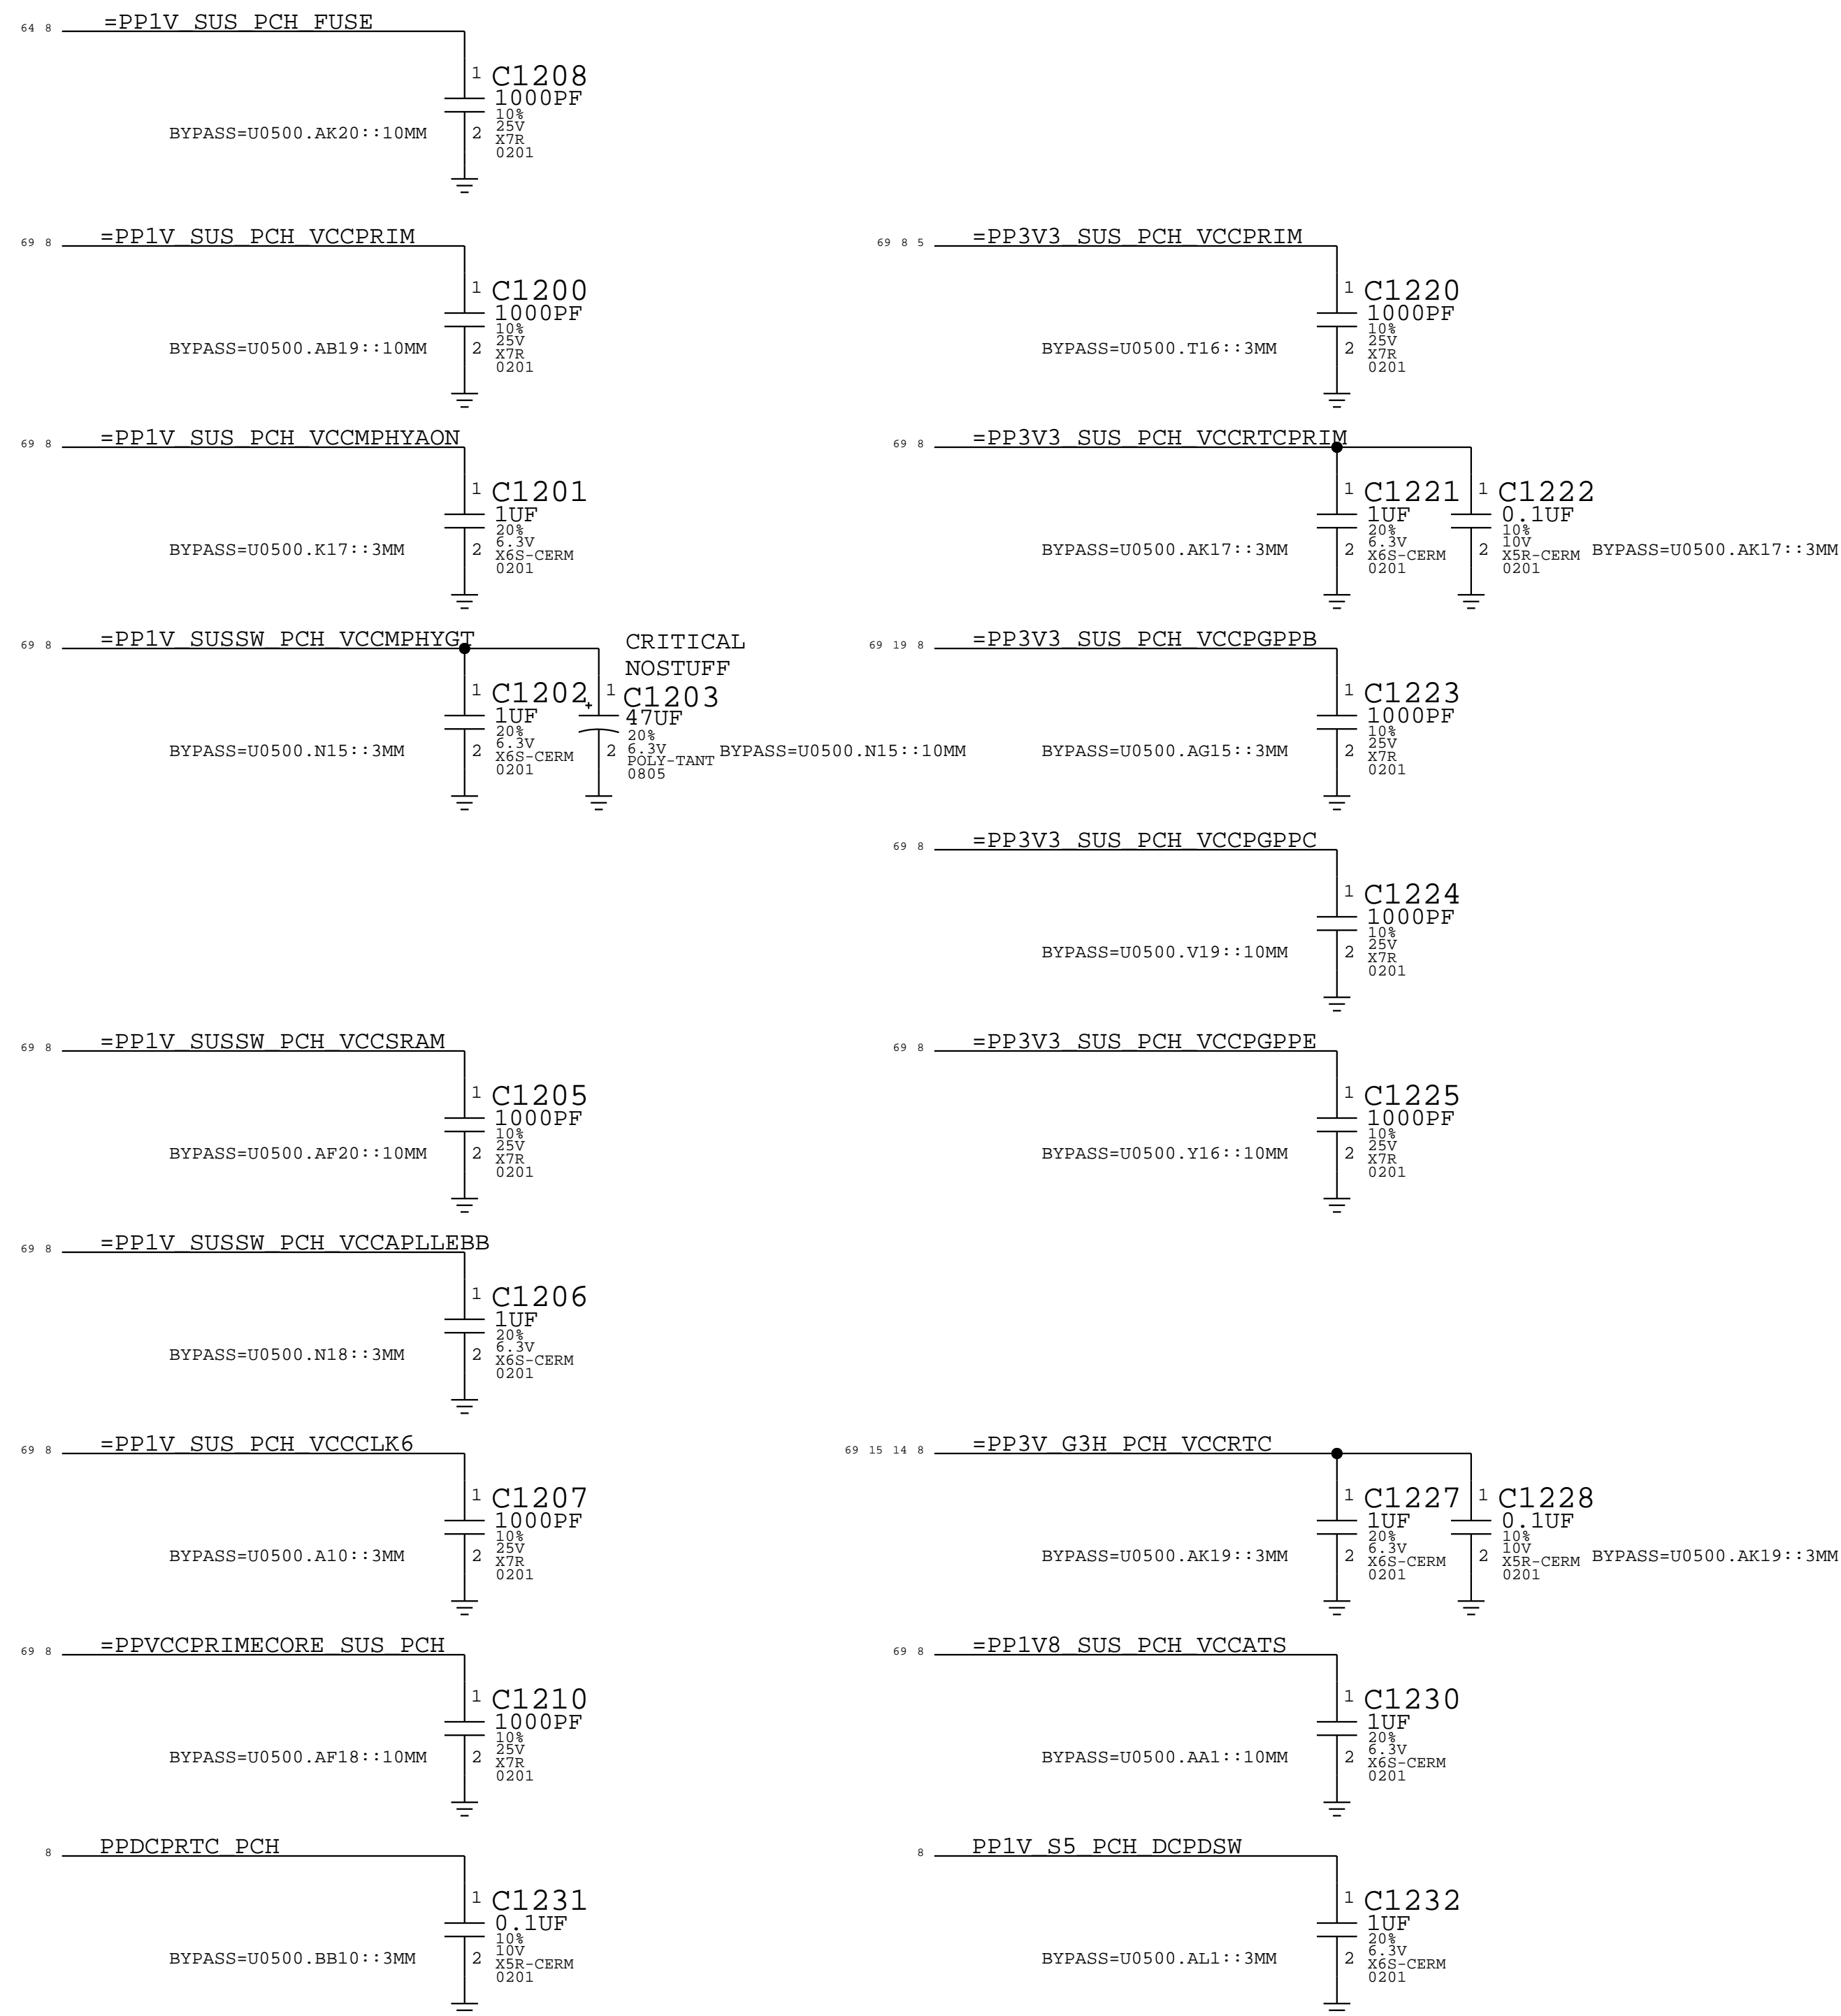 64 8 =PP1V_SUS_PCH_FUSE
1 C1208
1000PF
10%
25V
X7R
0201
BYPASS=U0500.AK20::10MM 2
69 8 =PP1V_SUS_PCH_VCCPRIM
1 C1200
1000PF
10%
25V
X7R
0201
BYPASS=U0500.AB19::10MM 2
69 8 5 =PP3V3_SUS_PCH_VCCPRIM
1 C1220
1000PF
10%
25V
X7R
0201
BYPASS=U0500.T16::3MM 2
69 8 =PP1V_SUS_PCH_VCCMPHYAON
1 C1201
1UF
20%
6.3V
X6S-CERM
0201
BYPASS=U0500.K17::3MM 2
69 8 =PP3V3_SUS_PCH_VCCRTCPRIM
1 C1221
1UF
20%
6.3V
X6S-CERM
0201
BYPASS=U0500.AK17::3MM 2
1 C1222
0.1UF
10%
10V
X5R-CERM
0201
2 BYPASS=U0500.AK17::3MM
69 8 =PP1V_SUSSW_PCH_VCCMPHYGT
1 C1202
1UF
20%
6.3V
X6S-CERM
0201
BYPASS=U0500.N15::3MM 2
CRITICAL
NOSTUFF
1 C1203
+
47UF
20%
6.3V
POLY-TANT
0805
2 BYPASS=U0500.N15::10MM
69 19 8 =PP3V3_SUS_PCH_VCCPGPPB
1 C1223
1000PF
10%
25V
X7R
0201
BYPASS=U0500.AG15::3MM 2
69 8 =PP3V3_SUS_PCH_VCCPGPPC
1 C1224
1000PF
10%
25V
X7R
0201
BYPASS=U0500.V19::10MM 2
69 8 =PP1V_SUSSW_PCH_VCCSRAM
1 C1205
1000PF
10%
25V
X7R
0201
BYPASS=U0500.AF20::10MM 2
69 8 =PP3V3_SUS_PCH_VCCPGPPE
1 C1225
1000PF
10%
25V
X7R
0201
BYPASS=U0500.Y16::10MM 2
69 8 =PP1V_SUSSW_PCH_VCCAPLLEBB
1 C1206
1UF
20%
6.3V
X6S-CERM
0201
BYPASS=U0500.N18::3MM 2
69 8 =PP1V_SUS_PCH_VCCCLK6
1 C1207
1000PF
10%
25V
X7R
0201
BYPASS=U0500.A10::3MM 2
69 15 14 8 =PP3V_G3H_PCH_VCCRTC
1 C1227
1UF
20%
6.3V
X6S-CERM
0201
BYPASS=U0500.AK19::3MM 2
1 C1228
0.1UF
10%
10V
X5R-CERM
0201
2 BYPASS=U0500.AK19::3MM
69 8 =PPVCCPRIMECORE_SUS_PCH
1 C1210
1000PF
10%
25V
X7R
0201
BYPASS=U0500.AF18::10MM 2
69 8 =PP1V8_SUS_PCH_VCCATS
1 C1230
1UF
20%
6.3V
X6S-CERM
0201
BYPASS=U0500.AA1::10MM 2
8 PPDCPRTC_PCH
1 C1231
0.1UF
10%
10V
X5R-CERM
0201
BYPASS=U0500.BB10::3MM 2
8 PP1V_S5_PCH_DCPDSW
1 C1232
1UF
20%
6.3V
X6S-CERM
0201
BYPASS=U0500.AL1::3MM 2